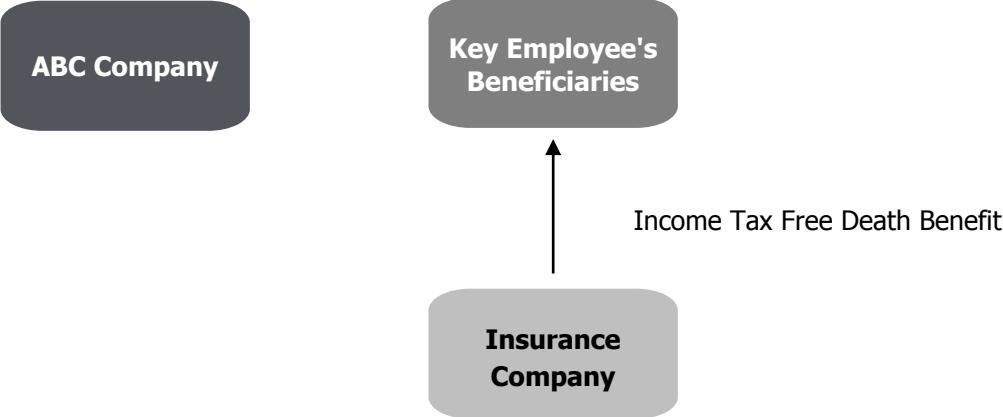 ABC Company
Key Employee's
Beneficiaries
Income Tax Free Death Benefit
Insurance
Company